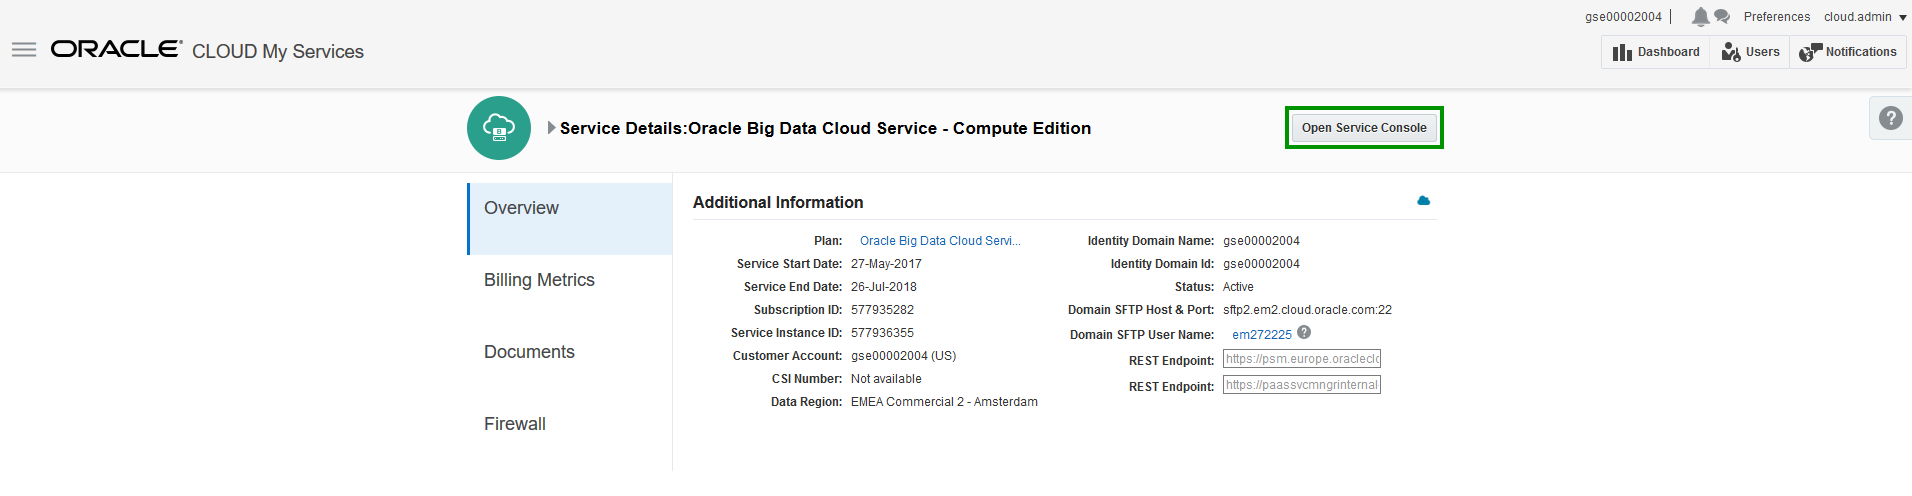 gse00002004 Preferences cloud.admin
ORACLE CLOUD My Services
Dashboard Users Notifications
Service Details:Oracle Big Data Cloud Service - Compute Edition
Open Service Console
?
Overview
Billing Metrics
Documents
Firewall
Additional Information
Plan: Oracle Big Data Cloud Servi...
Service Start Date: 27-May-2017
Service End Date: 26-Jul-2018
Subscription ID: 577935282
Service Instance ID: 577936355
Customer Account: gse00002004 (US)
CSI Number: Not available
Data Region: EMEA Commercial 2 - Amsterdam
Identity Domain Name: gse00002004
Identity Domain Id: gse00002004
Status: Active
Domain SFTP Host & Port: sftp2.em2.cloud.oracle.com:22
Domain SFTP User Name: em272225 ?
REST Endpoint: https://psm.europe.oraclecl
REST Endpoint: https://paassvcmngrinternal